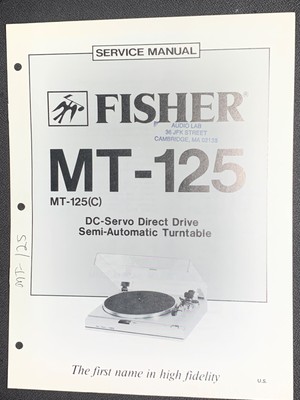 SERVICE MANUAL
FISHER®
AUDIO LAB
36 JFK STREET
CAMBRIDGE, MA 02138
MT-125
MT-125(C)
DC-Servo Direct Drive
Semi-Automatic Turntable
MT-125
The first name in high fidelity
U.S.